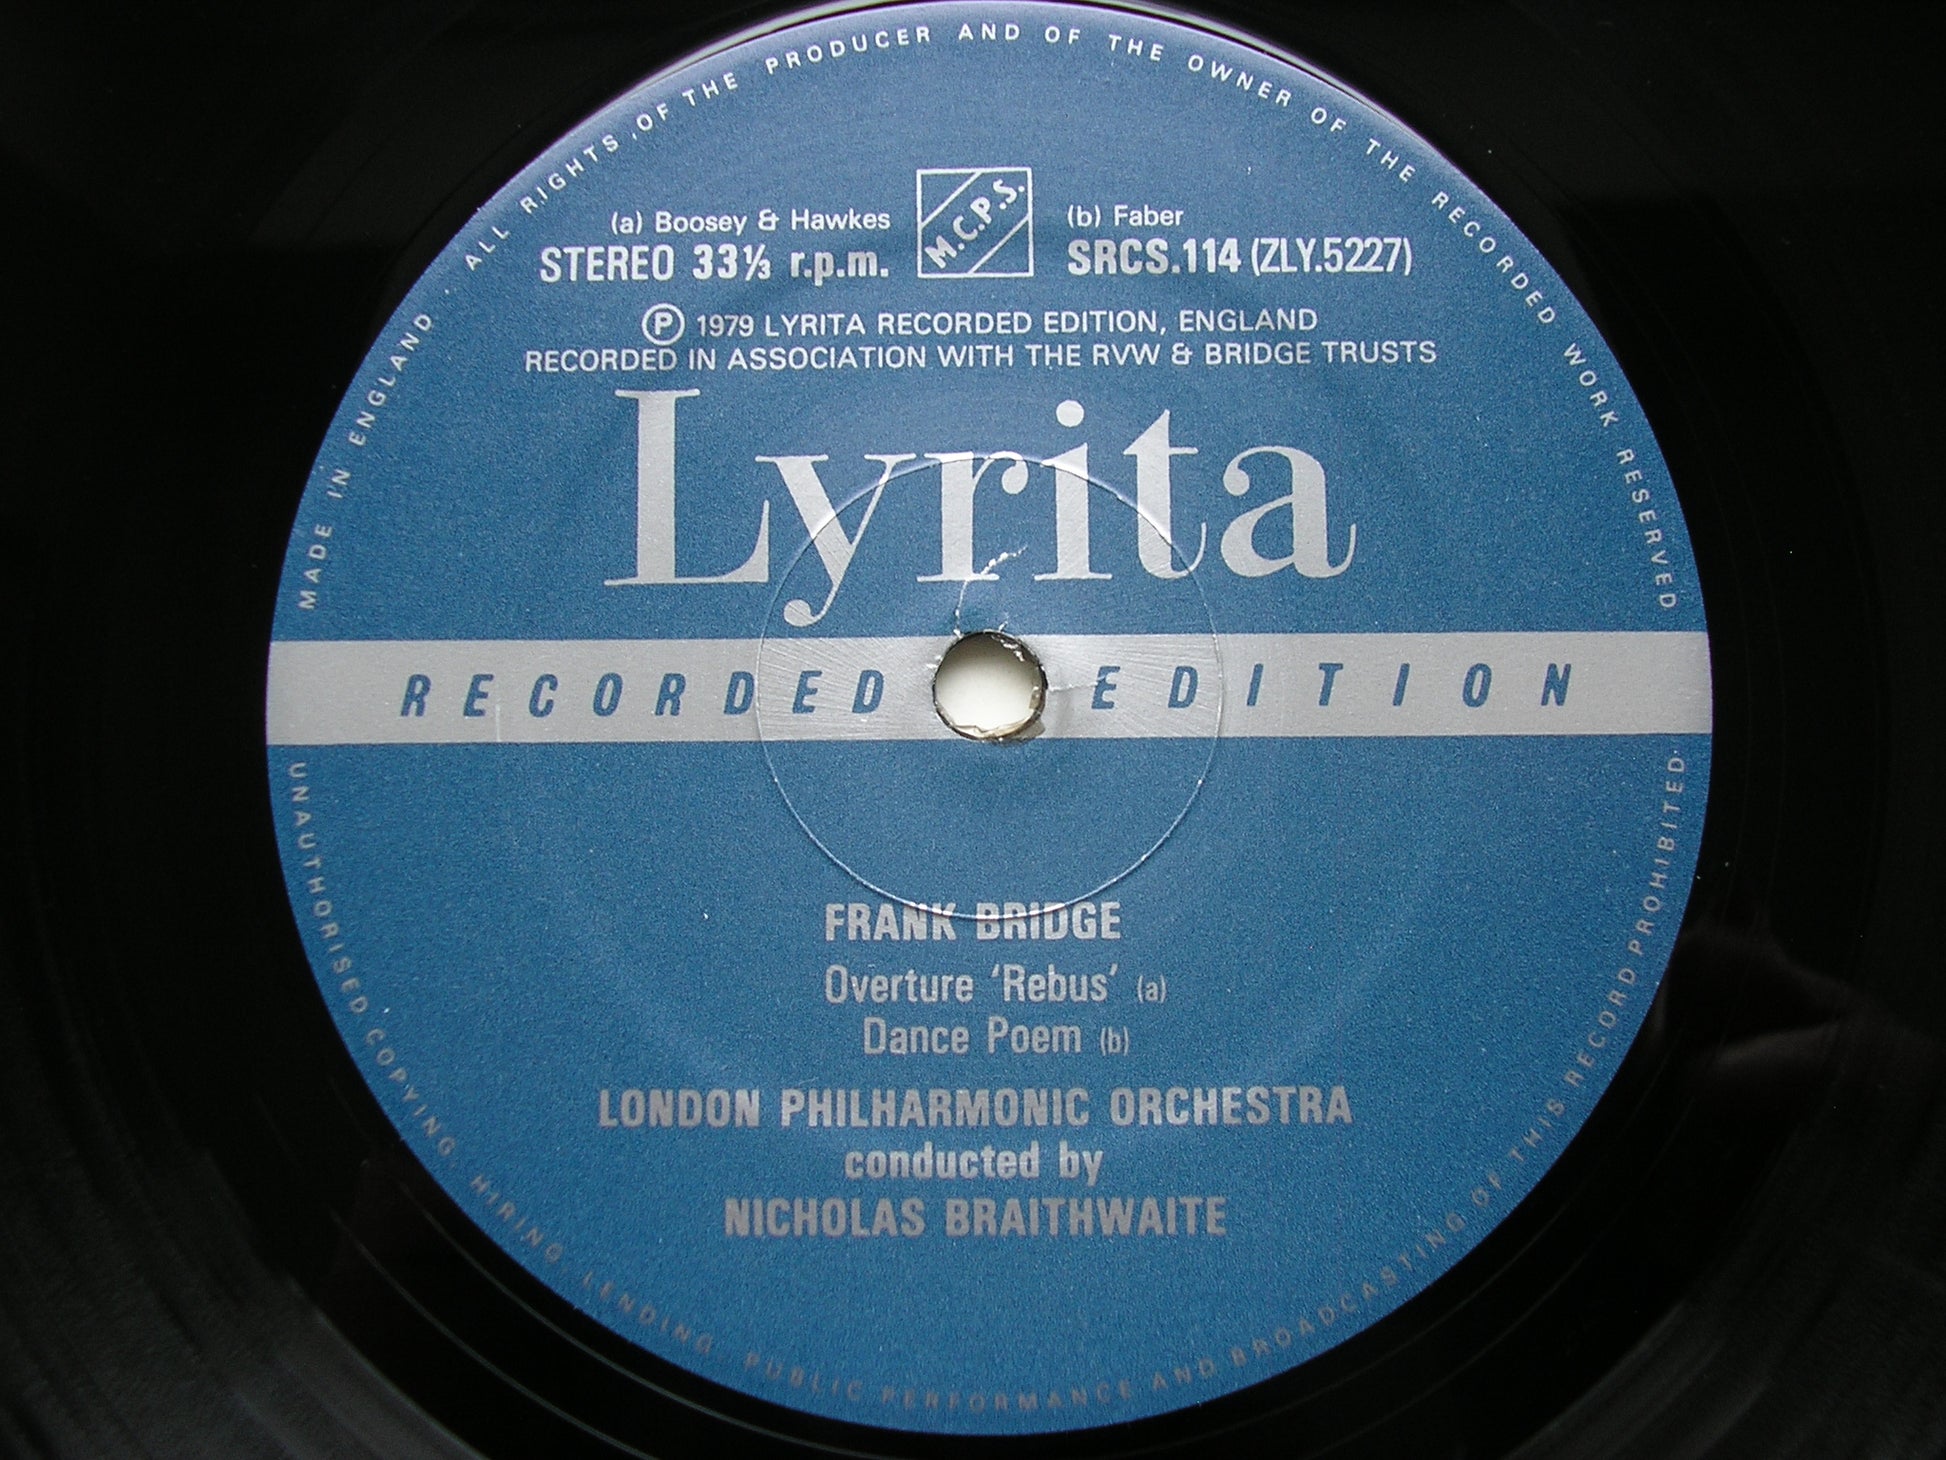 MADE IN ENGLAND ALL RIGHTS OF THE PRODUCER AND OF THE OWNER OF THE RECORDED WORK RESERVED
(a) Boosey & Hawkes
STEREO 33⅓ r.p.m.
M.C.P.S.
(b) Faber
SRCS.114 (ZLY.5227)
Ⓟ 1979 LYRITA RECORDED EDITION, ENGLAND
RECORDED IN ASSOCIATION WITH THE RVW & BRIDGE TRUSTS
Lyrita
RECORDED EDITION
FRANK BRIDGE
Overture 'Rebus' (a)
Dance Poem (b)
LONDON PHILHARMONIC ORCHESTRA
conducted by
NICHOLAS BRAITHWAITE
UNAUTHORISED COPYING, HIRING, LENDING, PUBLIC PERFORMANCE AND BROADCASTING OF THIS RECORD PROHIBITED